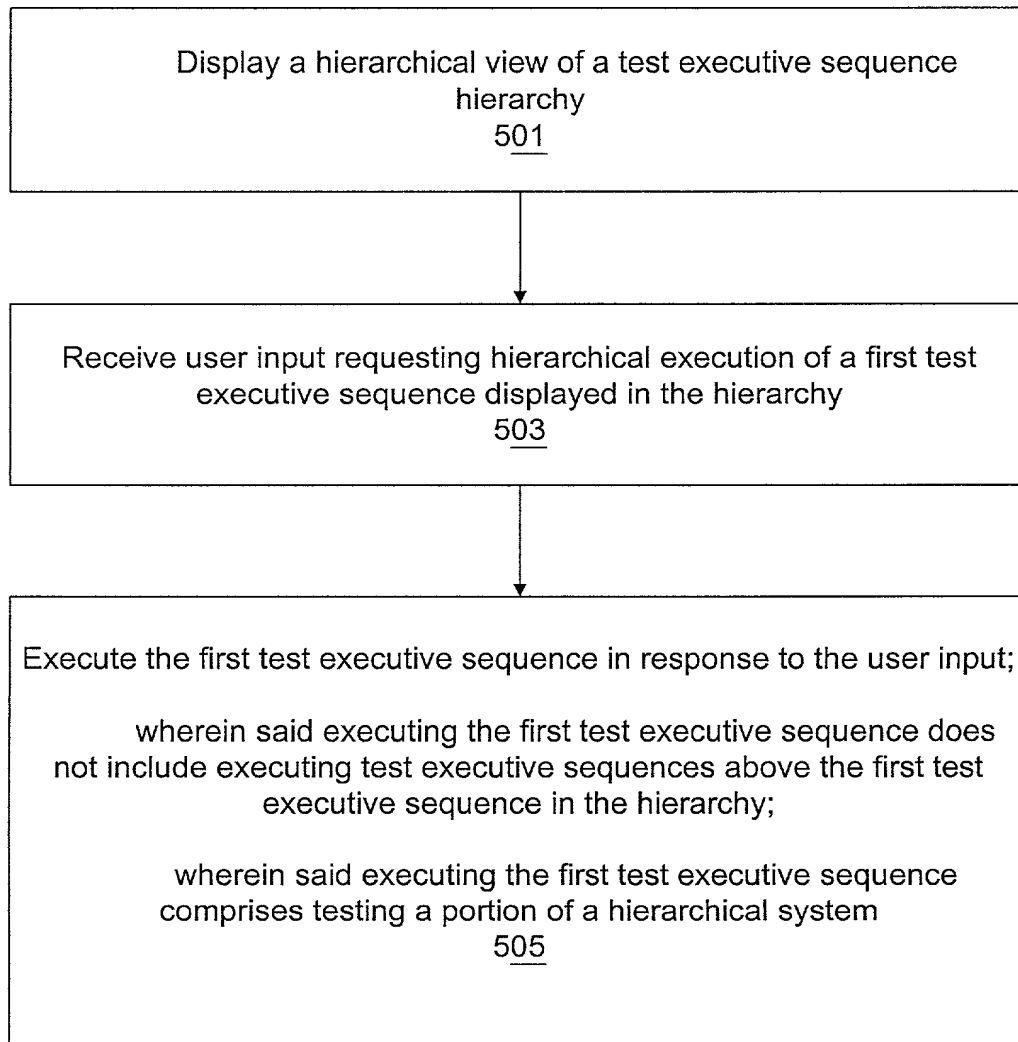 Display a hierarchical view of a test executive sequence
hierarchy
501
Receive user input requesting hierarchical execution of a first test
executive sequence displayed in the hierarchy
503
Execute the first test executive sequence in response to the user input;
wherein said executing the first test executive sequence does
not include executing test executive sequences above the first test
executive sequence in the hierarchy;
wherein said executing the first test executive sequence
comprises testing a portion of a hierarchical system
505